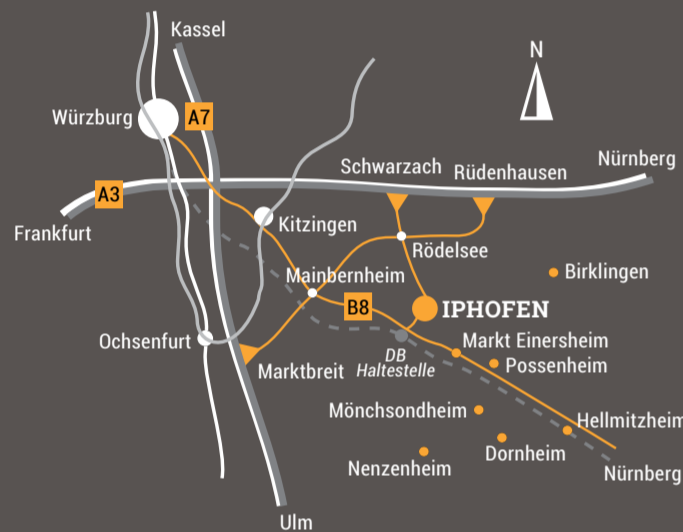 Kassel
N
Würzburg
A7
Schwarzach
Rüdenhausen
Nürnberg
A3
Frankfurt
Kitzingen
Rödelsee
Birklingen
Mainbernheim
B8
IPHOFEN
Ochsenfurt
Markt Einersheim
DB
Haltestelle
Possenheim
Marktbreit
Mönchsondheim
Hellmitzheim
Dornheim
Nenzenheim
Nürnberg
Ulm